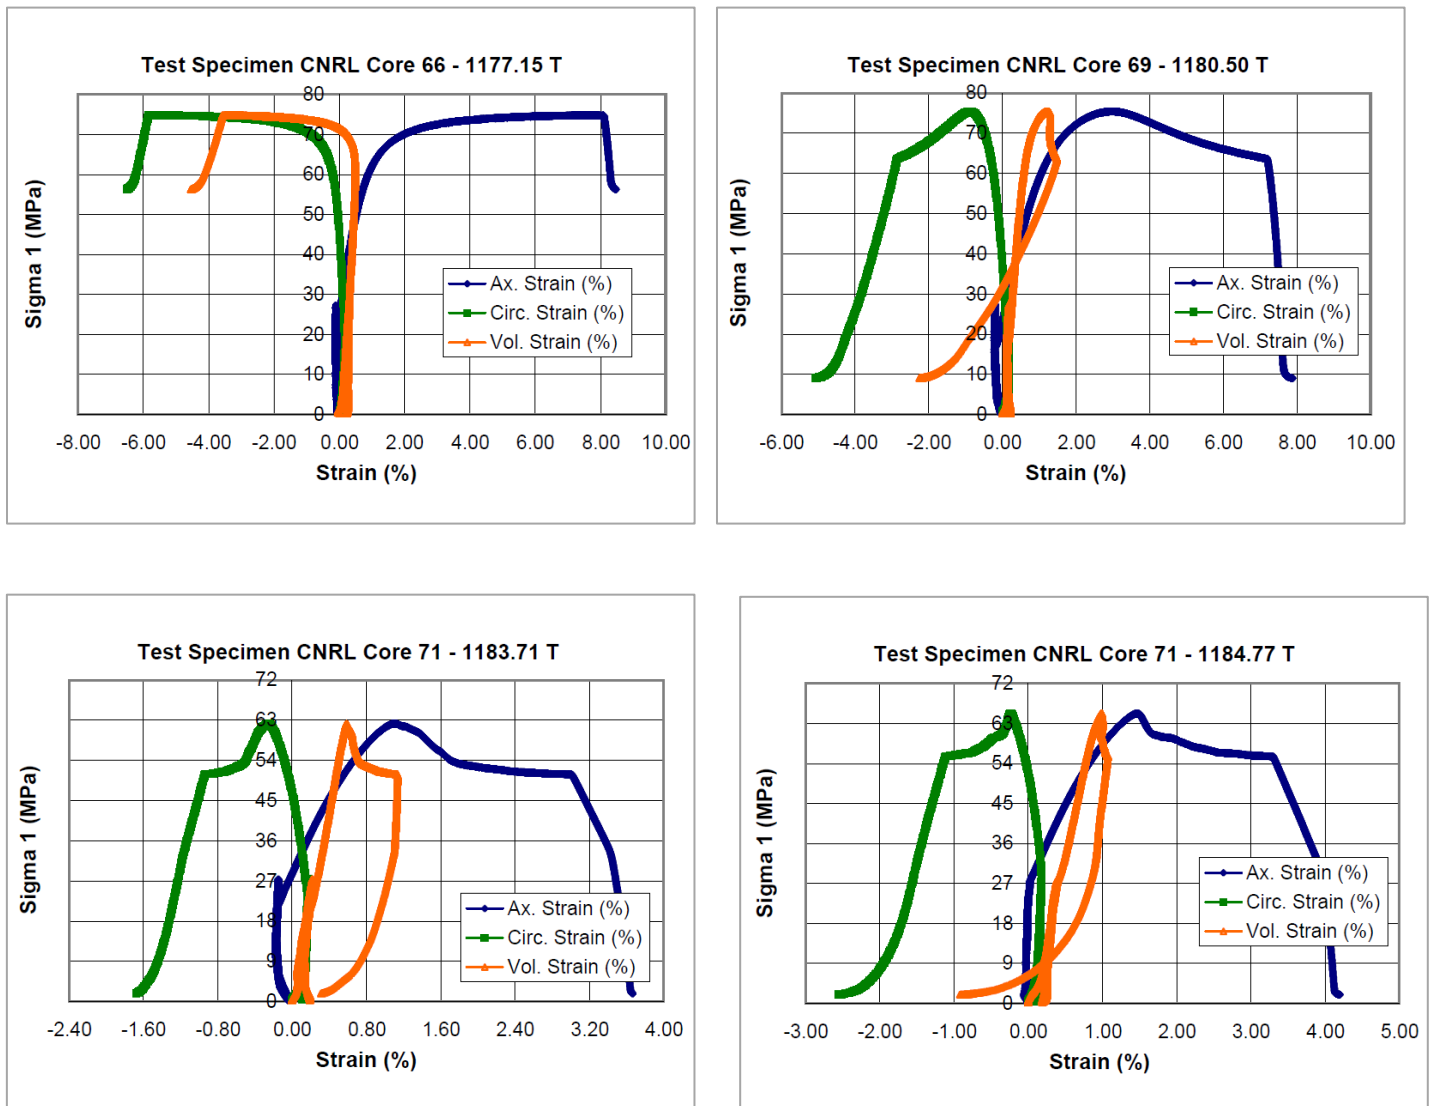 Test Specimen CNRL Core 66 - 1177.15 T
Sigma 1 (MPa)
80
70
60
50
40
30
20
10
0
-8.00 -6.00 -4.00 -2.00 0.00 2.00 4.00 6.00 8.00 10.00
Strain (%)
Ax. Strain (%)
Circ. Strain (%)
Vol. Strain (%)
Test Specimen CNRL Core 69 - 1180.50 T
Sigma 1 (MPa)
80
70
60
50
40
30
20
10
0
-6.00 -4.00 -2.00 0.00 2.00 4.00 6.00 8.00 10.00
Strain (%)
Ax. Strain (%)
Circ. Strain (%)
Vol. Strain (%)
Test Specimen CNRL Core 71 - 1183.71 T
Sigma 1 (MPa)
72
63
54
45
36
27
18
9
0
-2.40 -1.60 -0.80 0.00 0.80 1.60 2.40 3.20 4.00
Strain (%)
Ax. Strain (%)
Circ. Strain (%)
Vol. Strain (%)
Test Specimen CNRL Core 71 - 1184.77 T
Sigma 1 (MPa)
72
63
54
45
36
27
18
9
0
-3.00 -2.00 -1.00 0.00 1.00 2.00 3.00 4.00 5.00
Strain (%)
Ax. Strain (%)
Circ. Strain (%)
Vol. Strain (%)